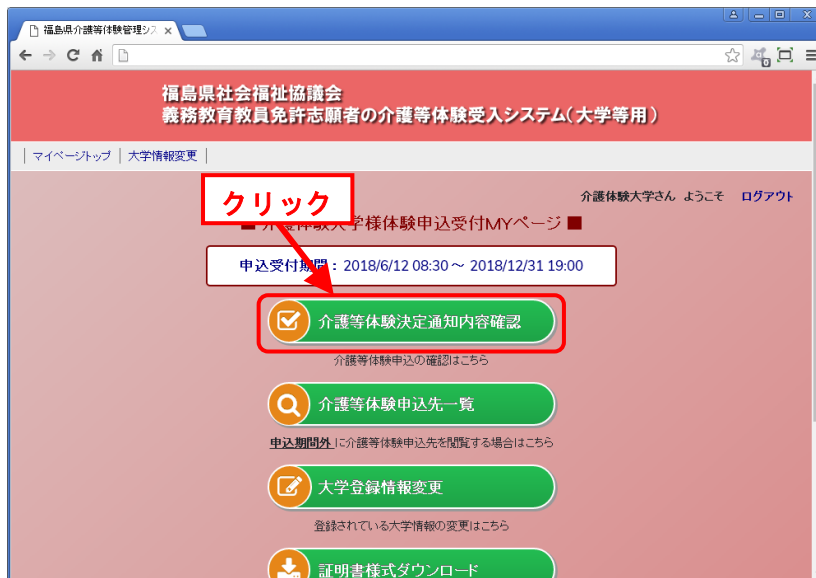 福島県介護等体験管理シス
福島県社会福祉協議会
義務教育教員免許志願者の介護等体験受入システム(大学等用)
マイページトップ 大学情報変更
介護体験大学さん ようこそ ログアウト
クリック
■ 介護体験大学様体験申込受付MYページ ■
申込受付期間： 2018/6/12 08:30～ 2018/12/31 19:00
介護等体験決定通知内容確認
介護等体験申込の確認はこちら
介護等体験申込先一覧
申込期間外に介護等体験申込先を閲覧する場合はこちら
大学登録情報変更
登録されている大学情報の変更はこちら
証明書様式ダウンロード